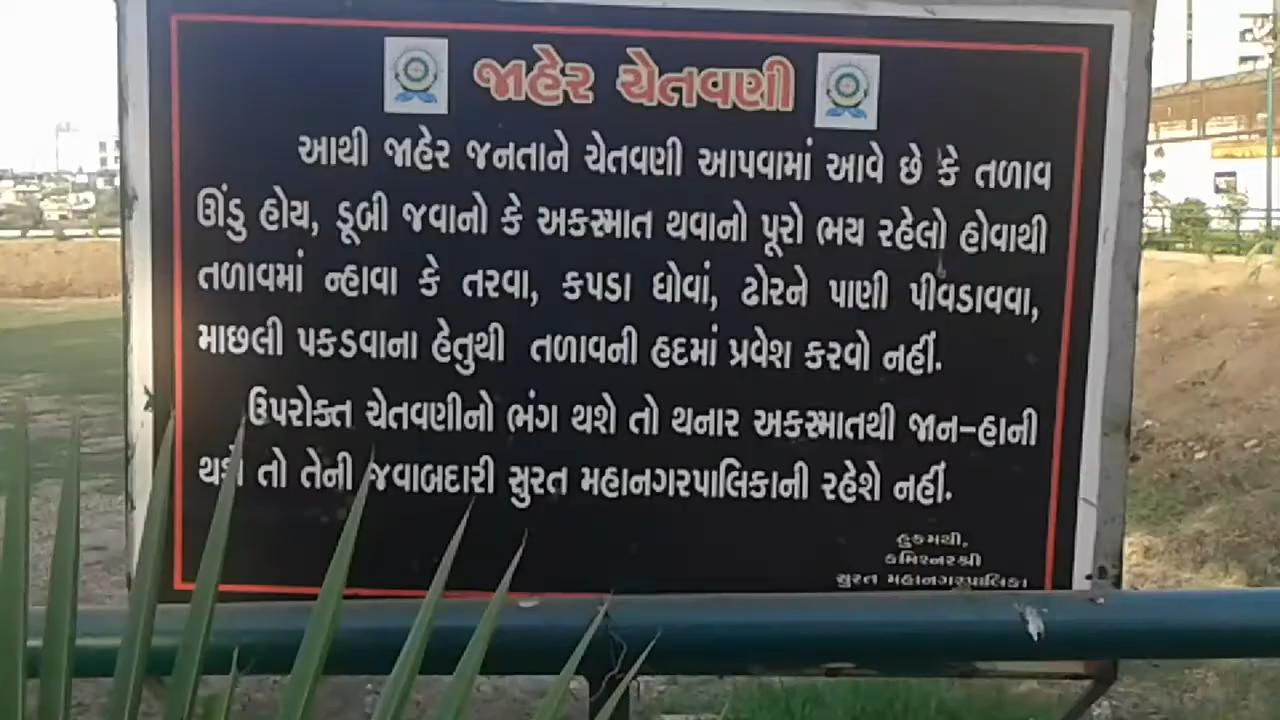 જાહેર ચેતવણી
આથી જાહેર જનતાને ચેતવણી આપવામાં આવે છે કે તળાવ
ઊંડુ હોય, ડૂબી જવાનો કે અકસ્માત થવાનો પૂરો ભય રહેલો હોવાથી
તળાવમાં ન્હાવા કે તરવા, કપડા ધોવાં, ઢોરને પાણી પીવડાવવા,
માછલી પકડવાના હેતુથી તળાવની હદમાં પ્રવેશ કરવો નહીં.
ઉપરોક્ત ચેતવણીનો ભંગ થશે તો થનાર અકસ્માતથી જાન-હાની
થશે તો તેની જવાબદારી સુરત મહાનગરપાલિકાની રહેશે નહીં.
હુકમથી,
કમિશ્નરશ્રી
સુરત મહાનગરપાલિકા